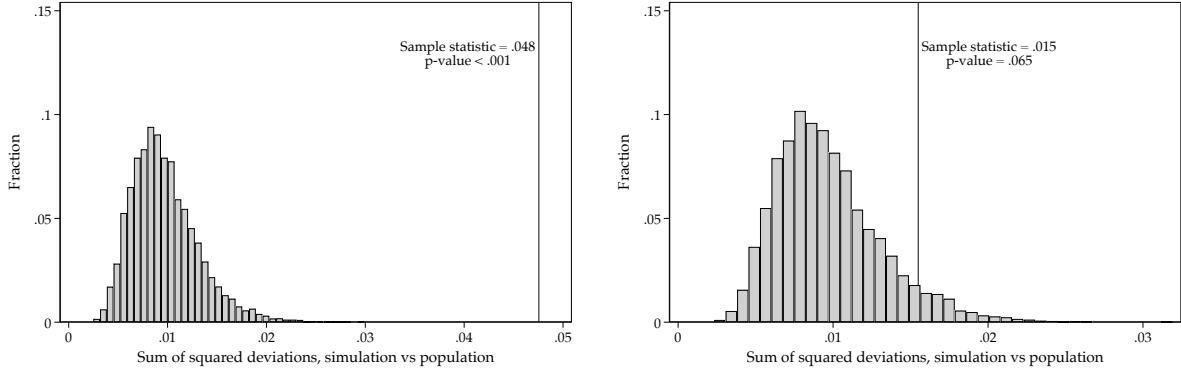 .15
Sample statistic = .048
p-value < .001
.1
Fraction
.05
0
0
.01
.02
.03
.04
.05
Sum of squared deviations, simulation vs population
.15
Sample statistic = .015
p-value = .065
.1
Fraction
.05
0
0
.01
.02
.03
Sum of squared deviations, simulation vs population